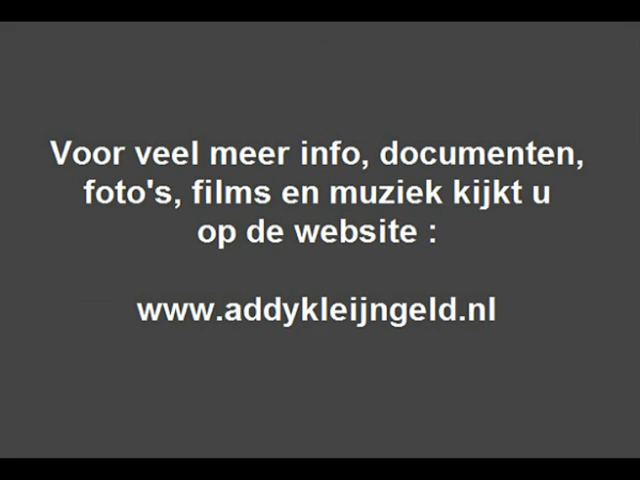 Voor veel meer info, documenten,
foto's, films en muziek kijkt u
op de website :
www.addykleijngeld.nl